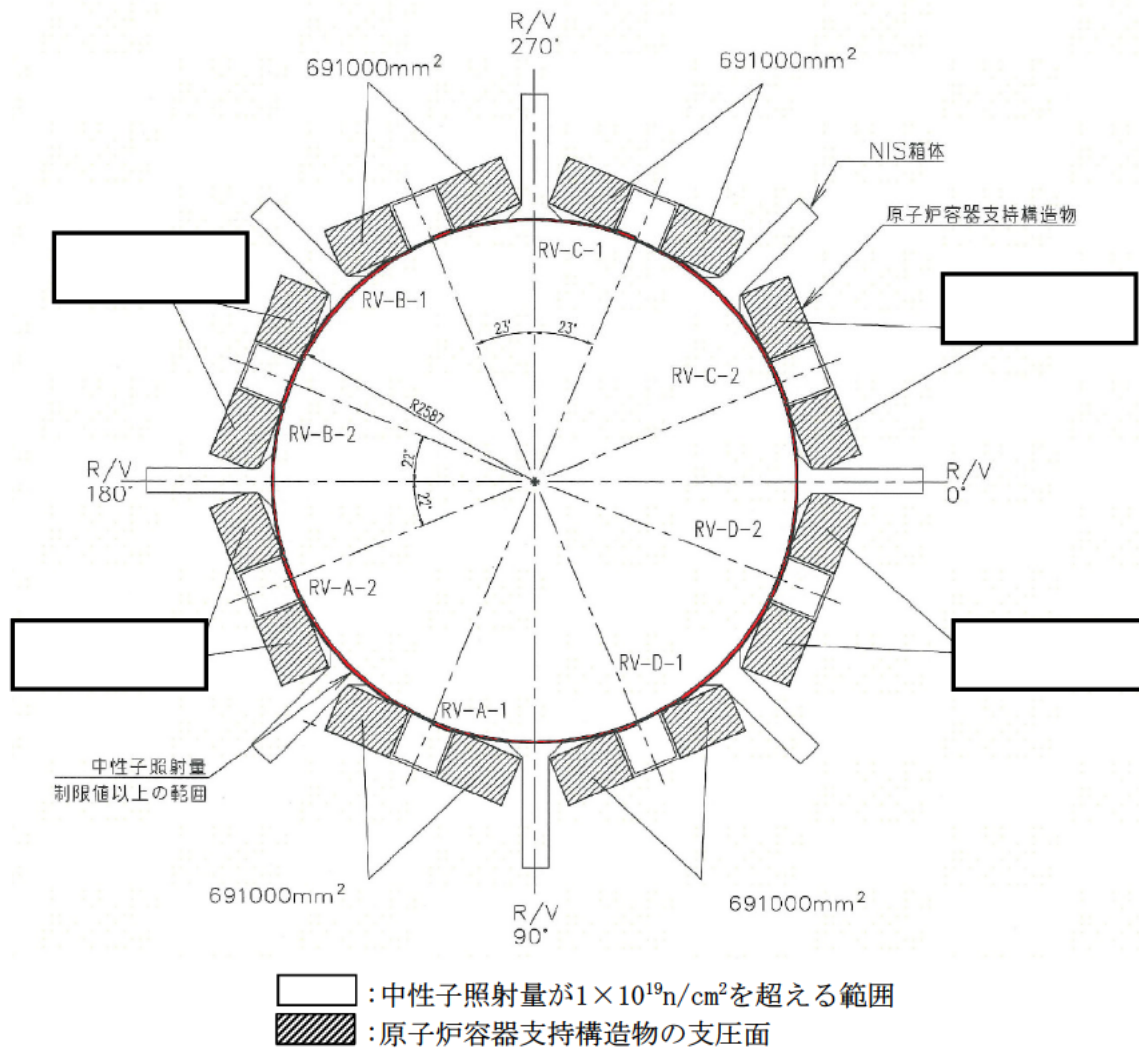 R/V
270°
691000mm²
691000mm²
NIS箱体
原子炉容器支持構造物
RV-C-1
RV-B-1
23°
23°
RV-C-2
R2587
RV-B-2
22°
22°
R/V
180°
R/V
0°
RV-D-2
RV-A-2
RV-D-1
RV-A-1
中性子照射量
制限値以上の範囲
691000mm²
691000mm²
R/V
90°
:中性子照射量が1×10¹⁹n/cm²を超える範囲
:原子炉容器支持構造物の支圧面